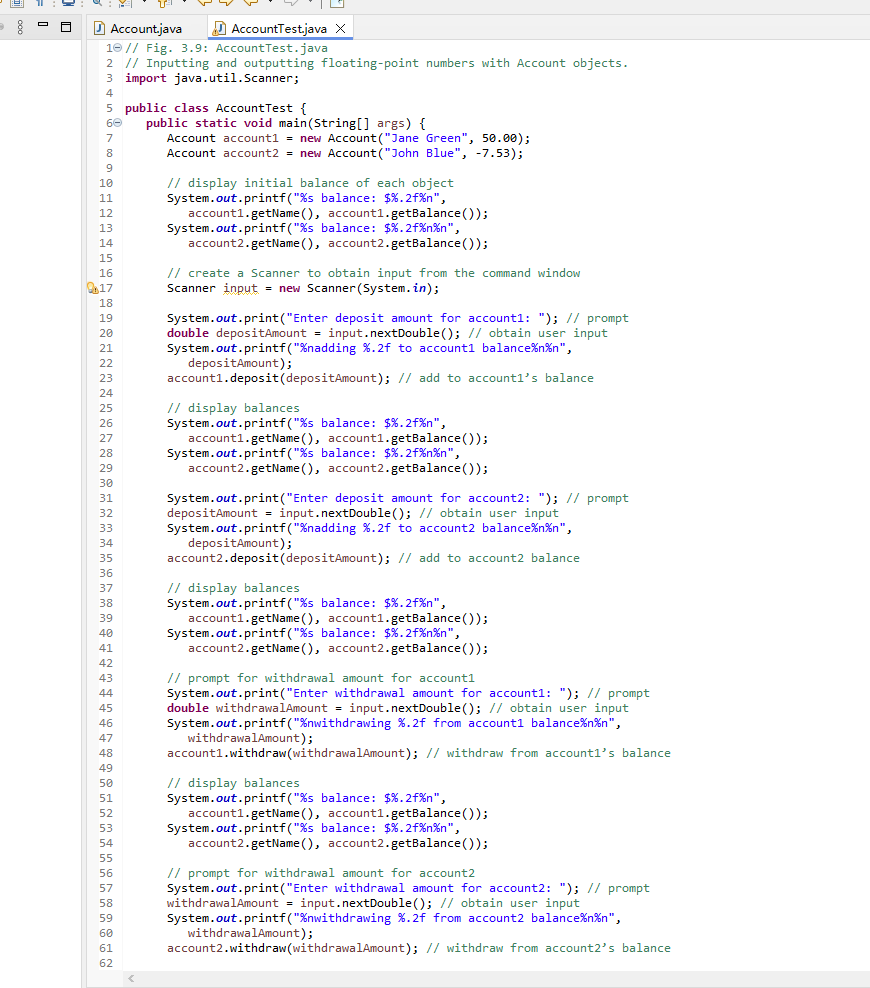 Account.java AccountTest.java
1 // Fig. 3.9: AccountTest.java
2 // Inputting and outputting floating-point numbers with Account objects.
3 import java.util.Scanner;
4
5 public class AccountTest {
6 public static void main(String[] args) {
7 Account account1 = new Account("Jane Green", 50.00);
8 Account account2 = new Account("John Blue", -7.53);
9
10 // display initial balance of each object
11 System.out.printf("%s balance: $%.2f%n",
12 account1.getName(), account1.getBalance());
13 System.out.printf("%s balance: $%.2f%n%n",
14 account2.getName(), account2.getBalance());
15
16 // create a Scanner to obtain input from the command window
17 Scanner input = new Scanner(System.in);
18
19 System.out.print("Enter deposit amount for account1: "); // prompt
20 double depositAmount = input.nextDouble(); // obtain user input
21 System.out.printf("%nadding %.2f to account1 balance%n%n",
22 depositAmount);
23 account1.deposit(depositAmount); // add to account1’s balance
24
25 // display balances
26 System.out.printf("%s balance: $%.2f%n",
27 account1.getName(), account1.getBalance());
28 System.out.printf("%s balance: $%.2f%n%n",
29 account2.getName(), account2.getBalance());
30
31 System.out.print("Enter deposit amount for account2: "); // prompt
32 depositAmount = input.nextDouble(); // obtain user input
33 System.out.printf("%nadding %.2f to account2 balance%n%n",
34 depositAmount);
35 account2.deposit(depositAmount); // add to account2 balance
36
37 // display balances
38 System.out.printf("%s balance: $%.2f%n",
39 account1.getName(), account1.getBalance());
40 System.out.printf("%s balance: $%.2f%n%n",
41 account2.getName(), account2.getBalance());
42
43 // prompt for withdrawal amount for account1
44 System.out.print("Enter withdrawal amount for account1: "); // prompt
45 double withdrawalAmount = input.nextDouble(); // obtain user input
46 System.out.printf("%nwithdrawing %.2f from account1 balance%n%n",
47 withdrawalAmount);
48 account1.withdraw(withdrawalAmount); // withdraw from account1’s balance
49
50 // display balances
51 System.out.printf("%s balance: $%.2f%n",
52 account1.getName(), account1.getBalance());
53 System.out.printf("%s balance: $%.2f%n%n",
54 account2.getName(), account2.getBalance());
55
56 // prompt for withdrawal amount for account2
57 System.out.print("Enter withdrawal amount for account2: "); // prompt
58 withdrawalAmount = input.nextDouble(); // obtain user input
59 System.out.printf("%nwithdrawing %.2f from account2 balance%n%n",
60 withdrawalAmount);
61 account2.withdraw(withdrawalAmount); // withdraw from account2’s balance
62